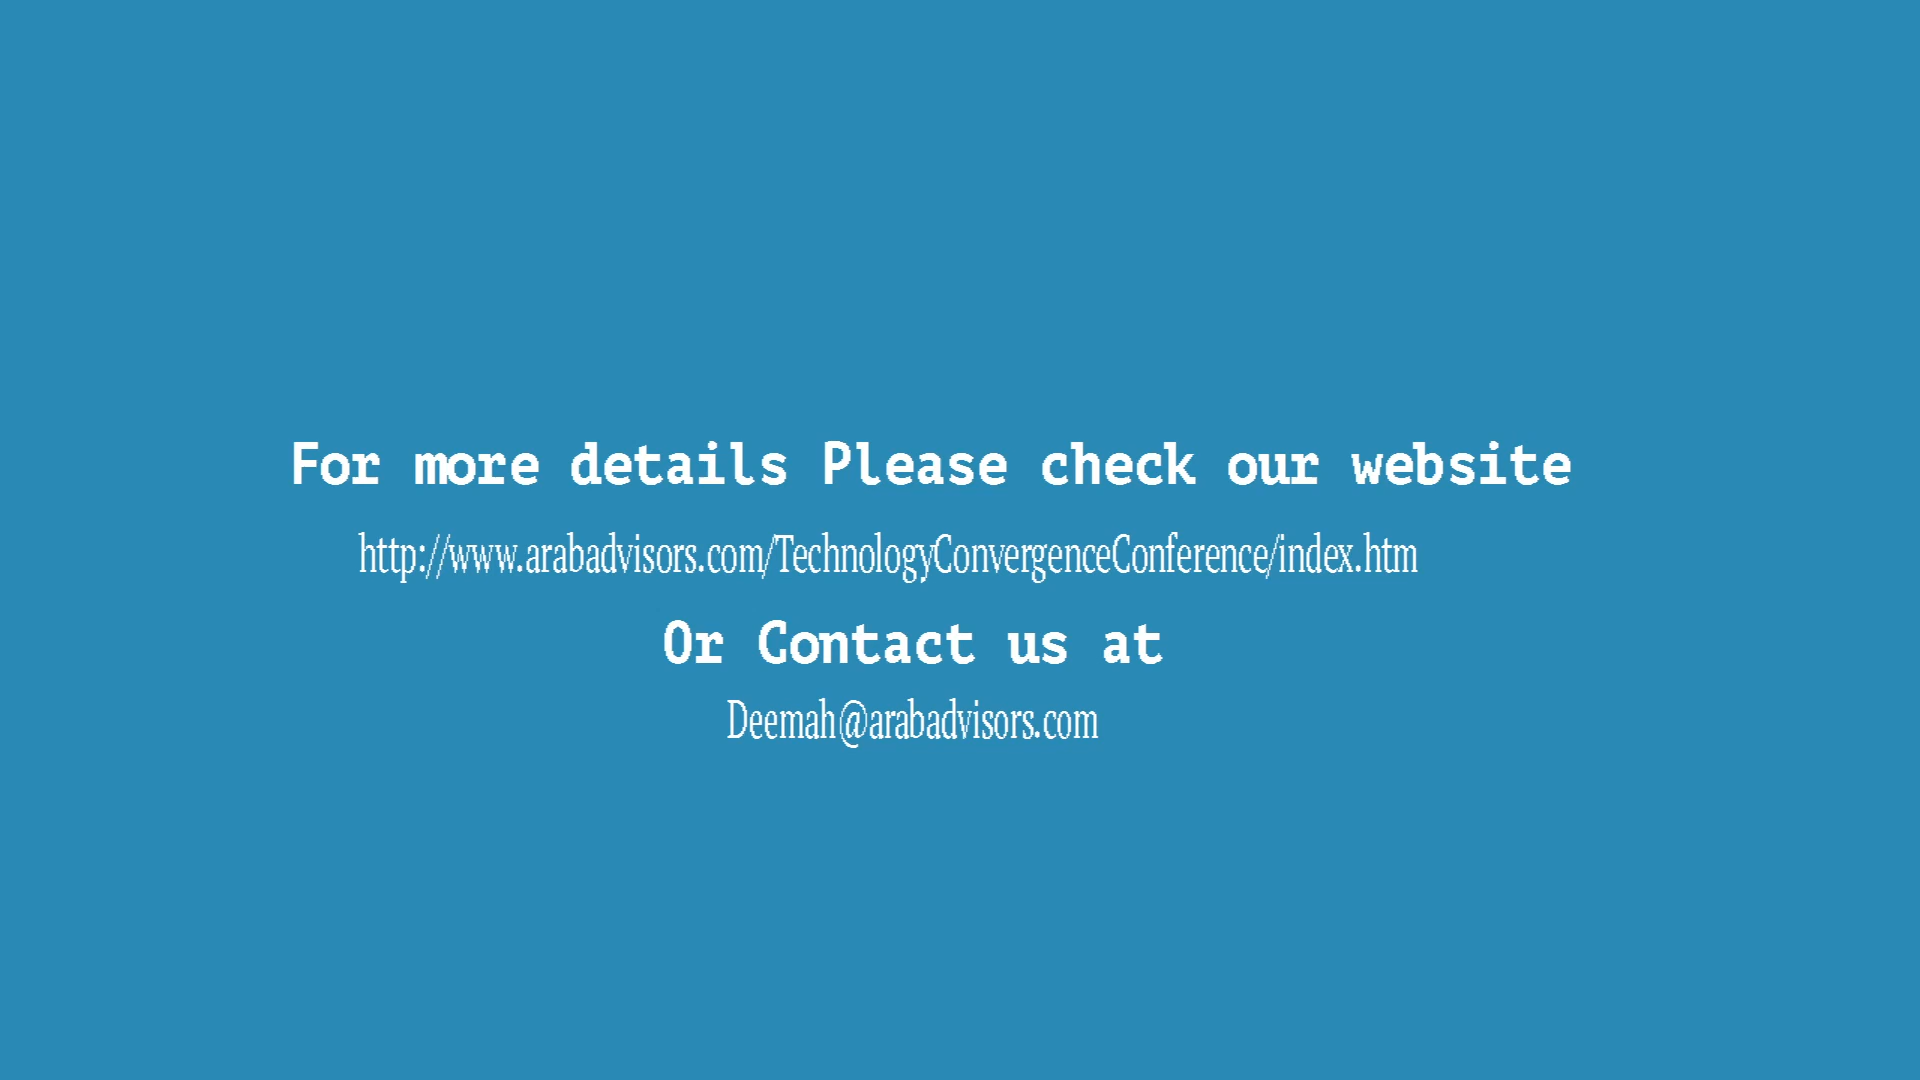 For more details Please check our website
http://www.arabadvisors.com/TechnologyConvergenceConference/index.htm
Or Contact us at
Deemah@arabadvisors.com